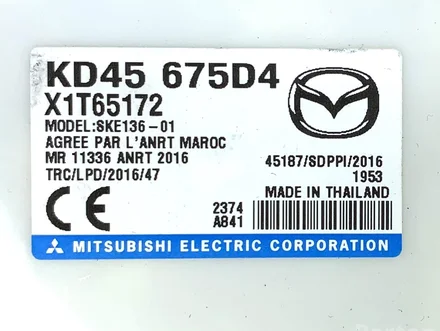 KD45 675D4
X1T65172
MODEL:SKE136-01
AGREE PAR L'ANRT MAROC
MR 11336 ANRT 2016
TRC/LPD/2016/47
45187/SDPPI/2016
1953
MADE IN THAILAND
CE
2374
A841
MITSUBISHI ELECTRIC CORPORATION